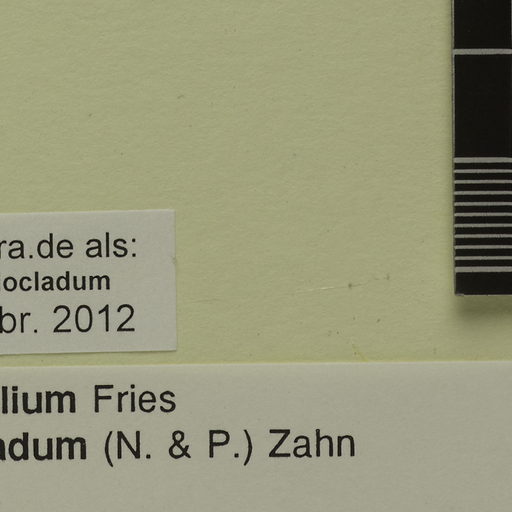 ra.de als:
locladum
br. 2012
lium Fries
adum (N. & P.) Zahn